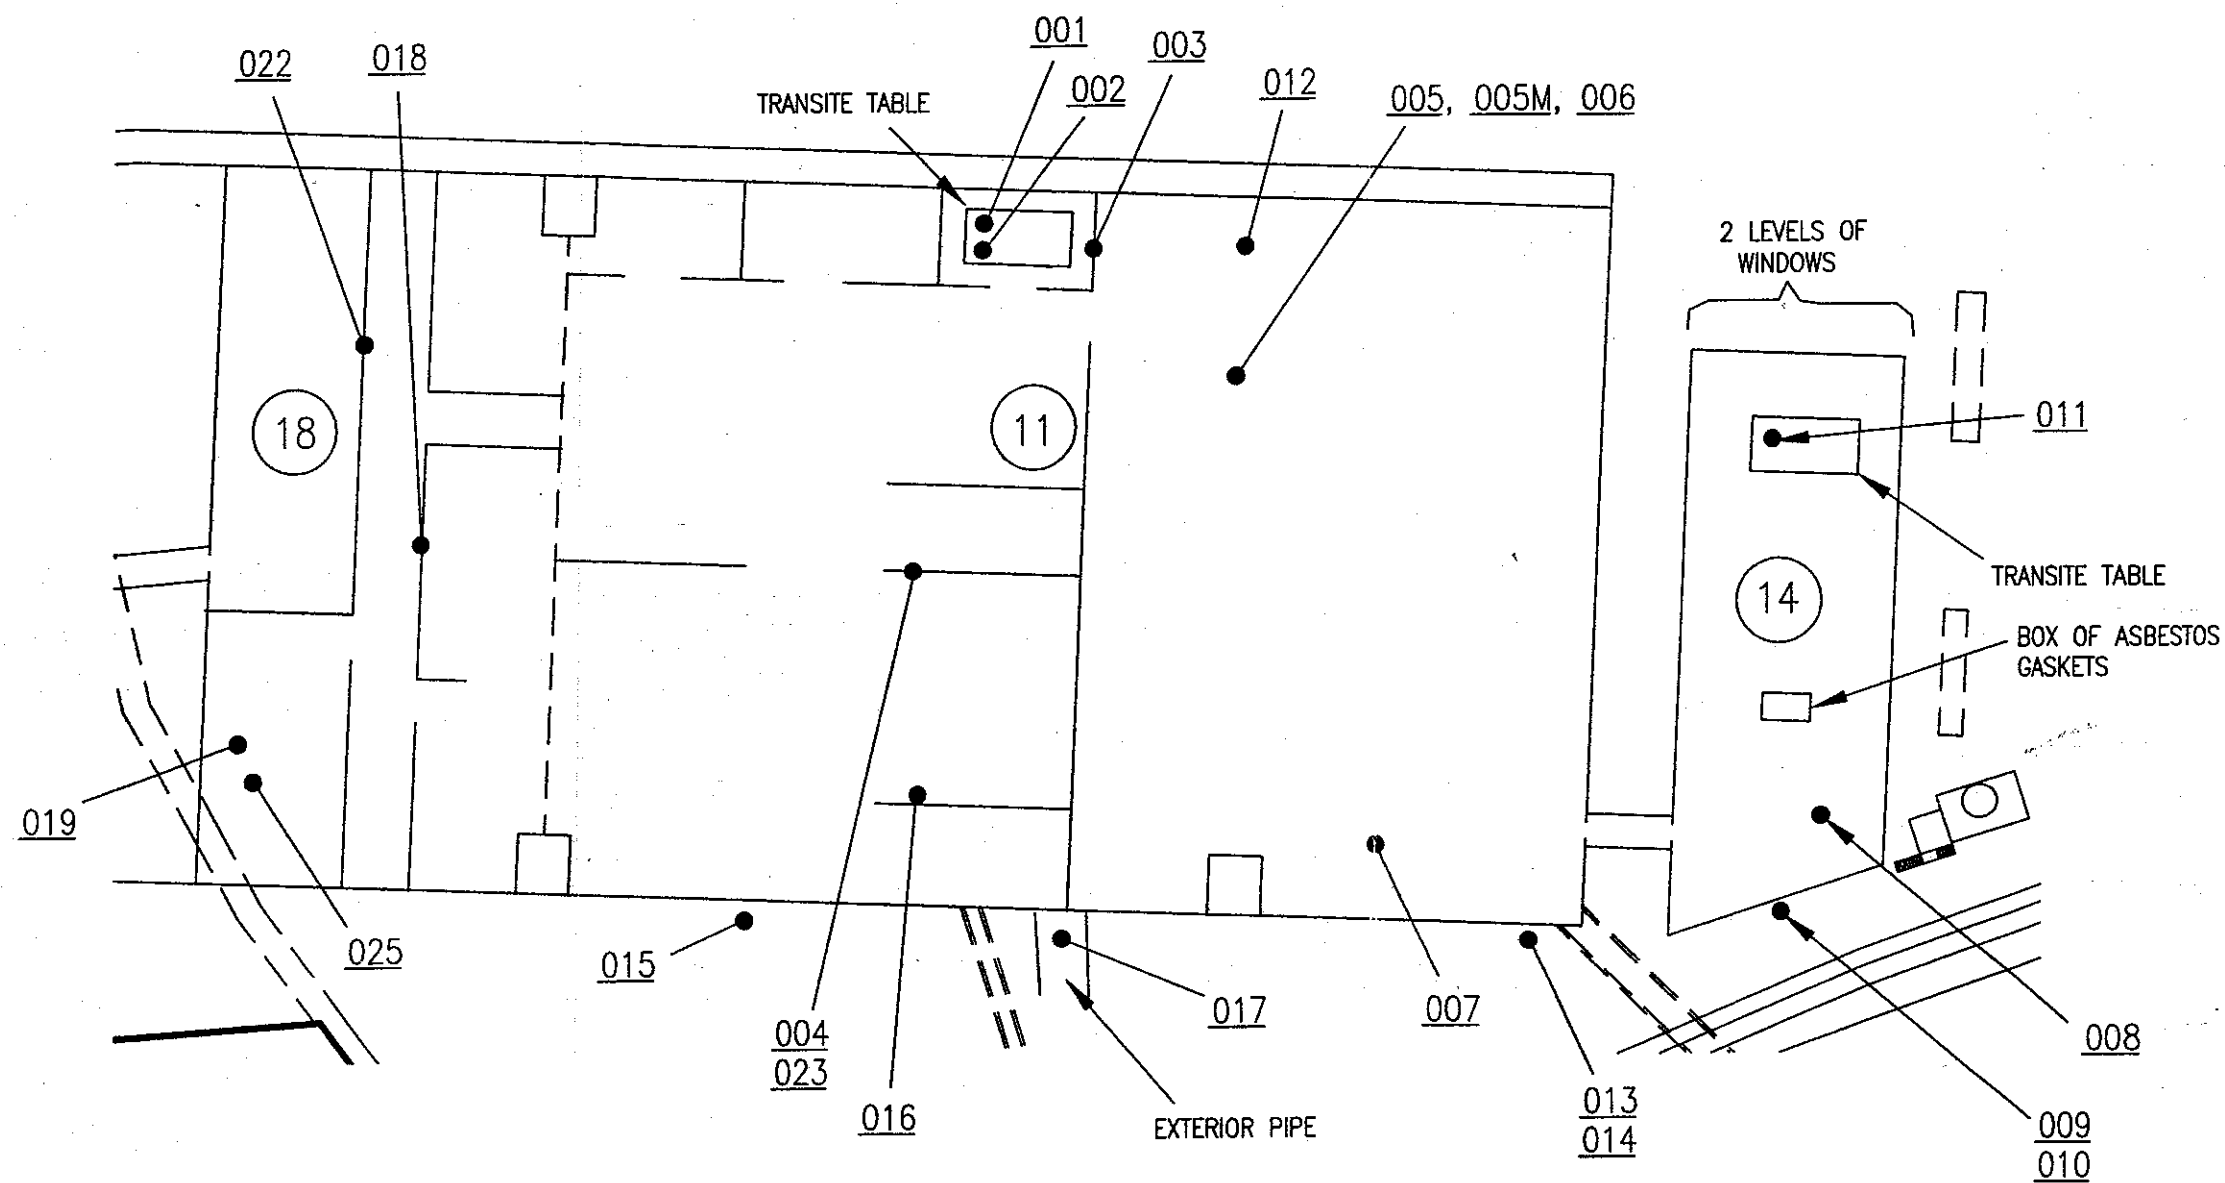 001
003
022
018
002
012
TRANSITE TABLE
005, 005M, 006
2 LEVELS OF
WINDOWS
18
11
011
TRANSITE TABLE
14
BOX OF ASBESTOS
GASKETS
019
025
015
017
007
004
023
008
016
EXTERIOR PIPE
013
014
009
010